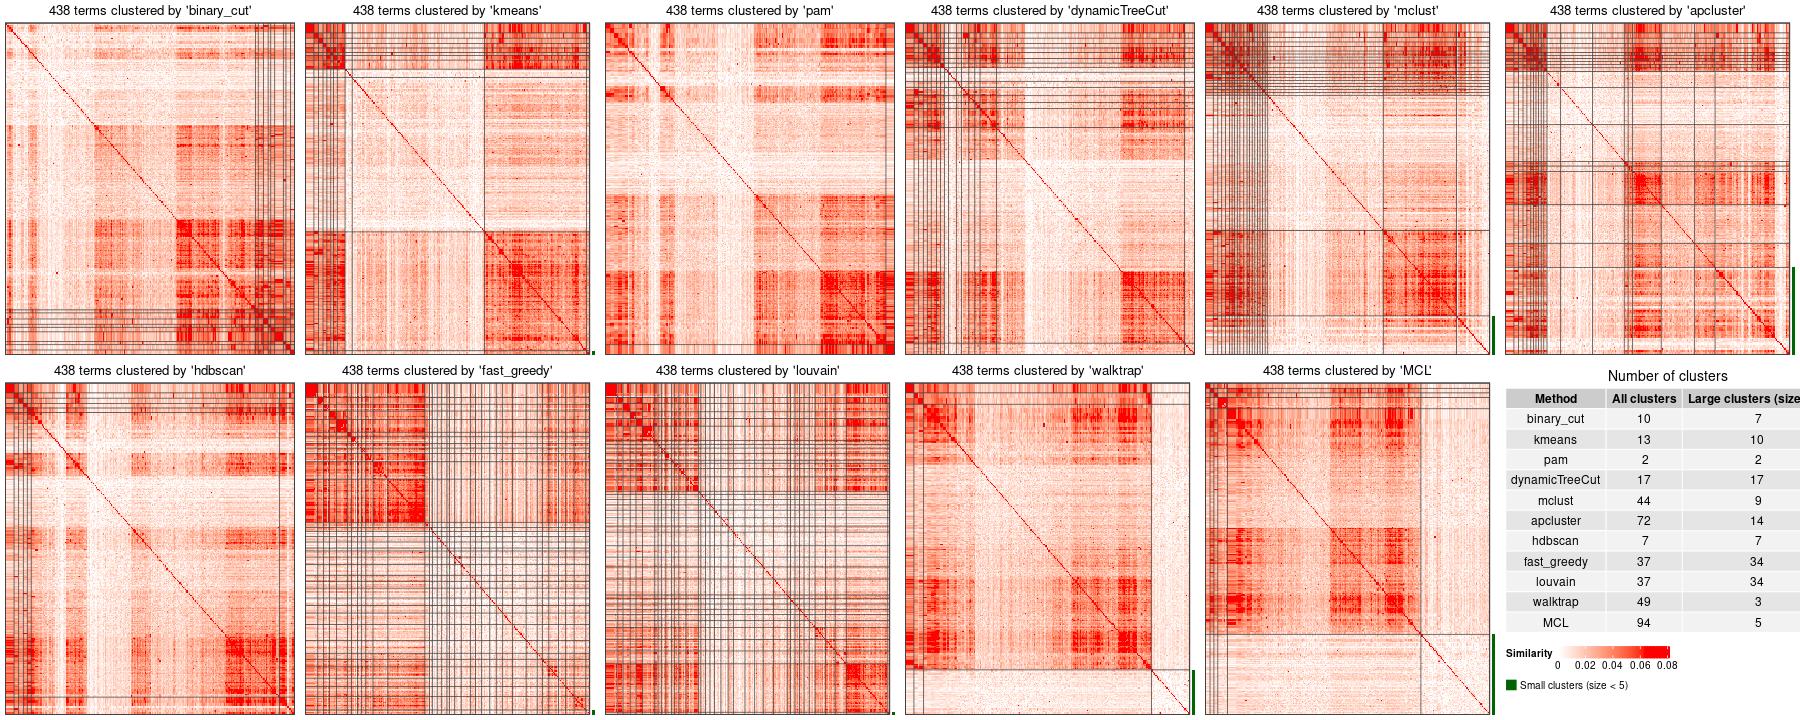 438 terms clustered by 'binary_cut'
438 terms clustered by 'kmeans'
438 terms clustered by 'pam'
438 terms clustered by 'dynamicTreeCut'
438 terms clustered by 'mclust'
438 terms clustered by 'apcluster'
438 terms clustered by 'hdbscan'
438 terms clustered by 'fast_greedy'
438 terms clustered by 'louvain'
438 terms clustered by 'walktrap'
438 terms clustered by 'MCL'
Number of clusters
Method All clusters Large clusters (size
binary_cut 10 7
kmeans 13 10
pam 2 2
dynamicTreeCut 17 17
mclust 44 9
apcluster 72 14
hdbscan 7 7
fast_greedy 37 34
louvain 37 34
walktrap 49 3
MCL 94 5
Similarity
0 0.02 0.04 0.06 0.08
Small clusters (size < 5)